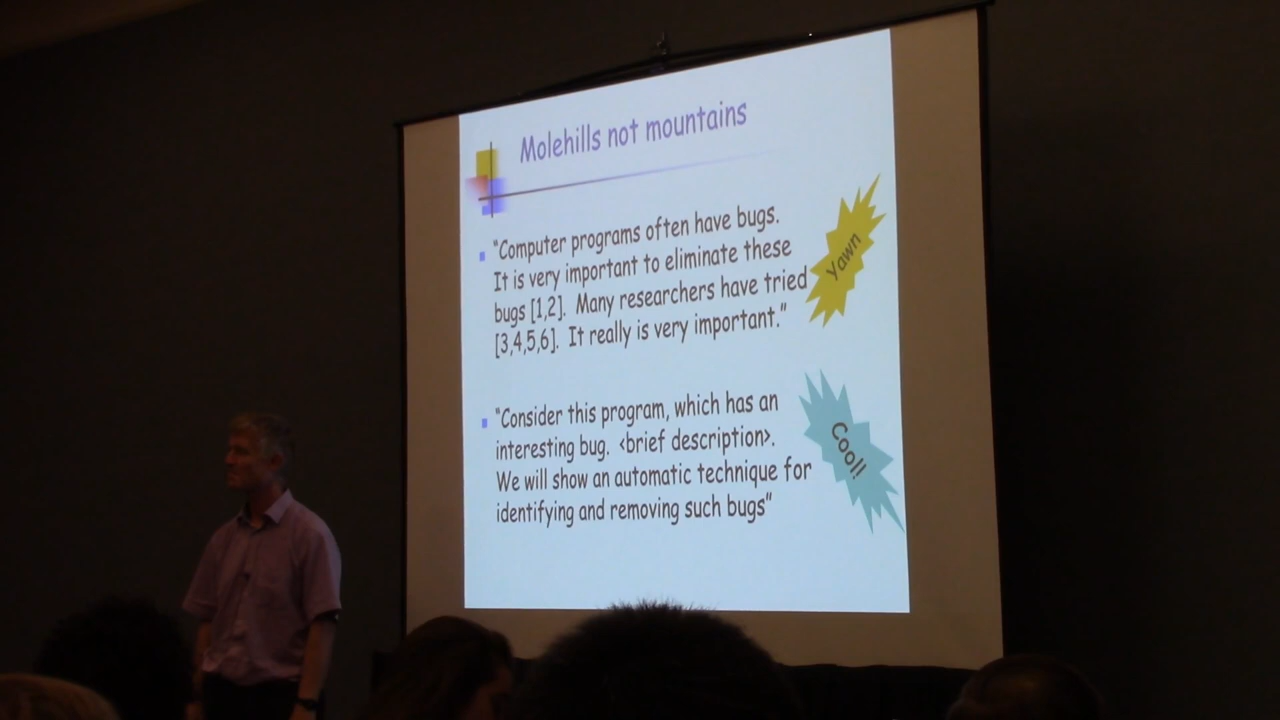 Molehills not mountains
“Computer programs often have bugs.
It is very important to eliminate these
bugs [1,2]. Many researchers have tried
[3,4,5,6]. It really is very important.”
Yawn
“Consider this program, which has an
interesting bug. <brief description>.
We will show an automatic technique for
identifying and removing such bugs”
Cool!